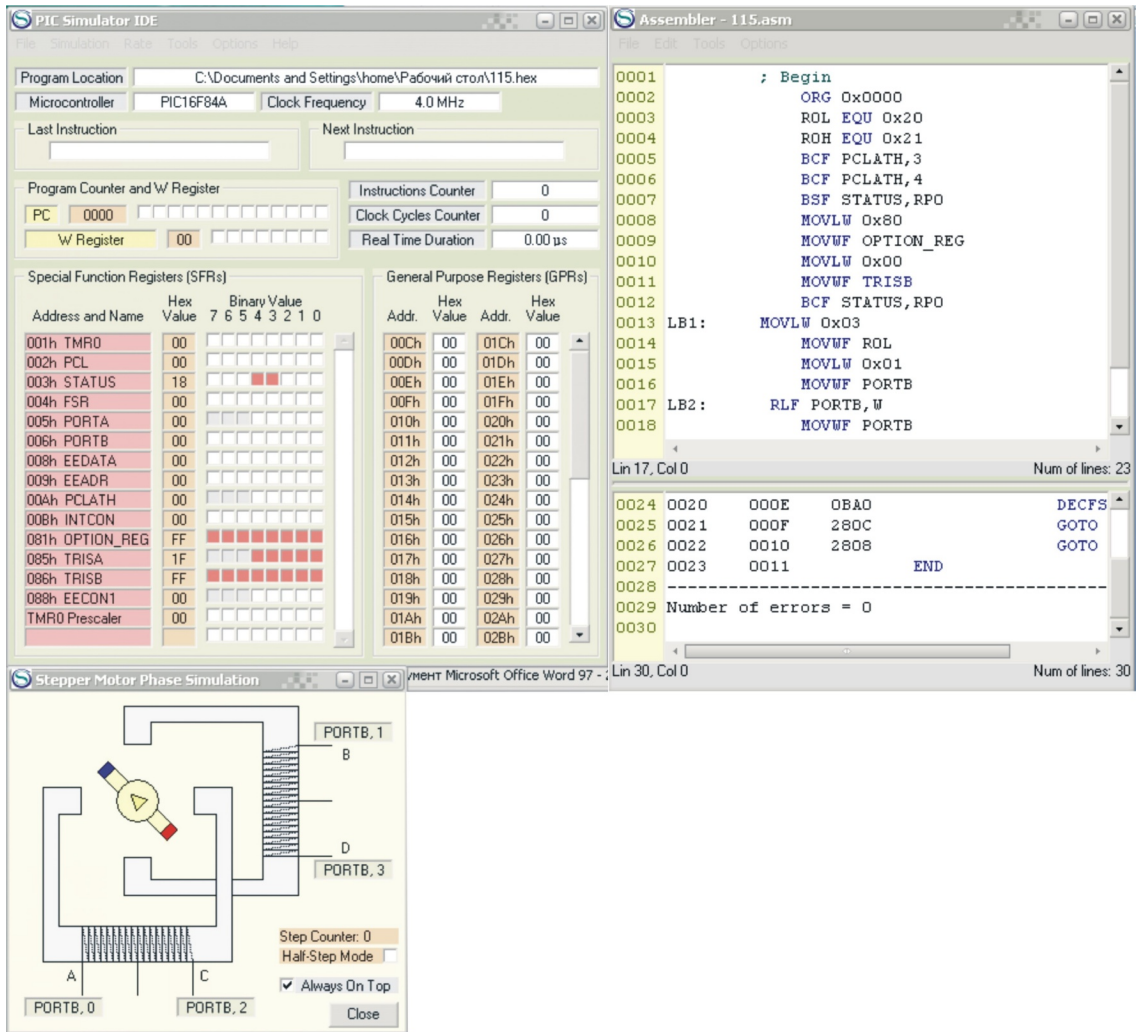 PIC Simulator IDE
File Simulation Rate Tools Options Help
Program Location C:\Documents and Settings\home\Рабочий стол\115.hex
Microcontroller PIC16F84A Clock Frequency 4.0 MHz
Last Instruction Next Instruction
Program Counter and W Register
PC 0000
W Register 00
Instructions Counter 0
Clock Cycles Counter 0
Real Time Duration 0.00 µs
Special Function Registers (SFRs)
Hex Binary Value
Address and Name Value 7 6 5 4 3 2 1 0
001h TMR0 00
002h PCL 00
003h STATUS 18
004h FSR 00
005h PORTA 00
006h PORTB 00
008h EEDATA 00
009h EEADR 00
00Ah PCLATH 00
00Bh INTCON 00
081h OPTION_REG FF
085h TRISA 1F
086h TRISB FF
088h EECON1 00
TMR0 Prescaler 00
General Purpose Registers (GPRs)
Hex Hex
Addr. Value Addr. Value
00Ch 00 01Ch 00
00Dh 00 01Dh 00
00Eh 00 01Eh 00
00Fh 00 01Fh 00
010h 00 020h 00
011h 00 021h 00
012h 00 022h 00
013h 00 023h 00
014h 00 024h 00
015h 00 025h 00
016h 00 026h 00
017h 00 027h 00
018h 00 028h 00
019h 00 029h 00
01Ah 00 02Ah 00
01Bh 00 02Bh 00
Assembler - 115.asm
File Edit Tools Options
0001 ; Begin
0002 ORG 0x0000
0003 R0L EQU 0x20
0004 R0H EQU 0x21
0005 BCF PCLATH,3
0006 BCF PCLATH,4
0007 BSF STATUS,RP0
0008 MOVLW 0x80
0009 MOVWF OPTION_REG
0010 MOVLW 0x00
0011 MOVWF TRISB
0012 BCF STATUS,RP0
0013 LB1: MOVLW 0x03
0014 MOVWF R0L
0015 MOVLW 0x01
0016 MOVWF PORTB
0017 LB2: RLF PORTB,W
0018 MOVWF PORTB
Lin 17, Col 0 Num of lines: 23
0024 0020 000E 0BA0 DECFS
0025 0021 000F 280C GOTO
0026 0022 0010 2808 GOTO
0027 0023 0011 END
0028 --------------------------------------------------
0029 Number of errors = 0
0030
Lin 30, Col 0 Num of lines: 30
умент Microsoft Office Word 97 - 2
Stepper Motor Phase Simulation
PORTB, 1
B
D
PORTB, 3
Step Counter: 0
Half-Step Mode
A C
Always On Top
PORTB, 0 PORTB, 2
Close